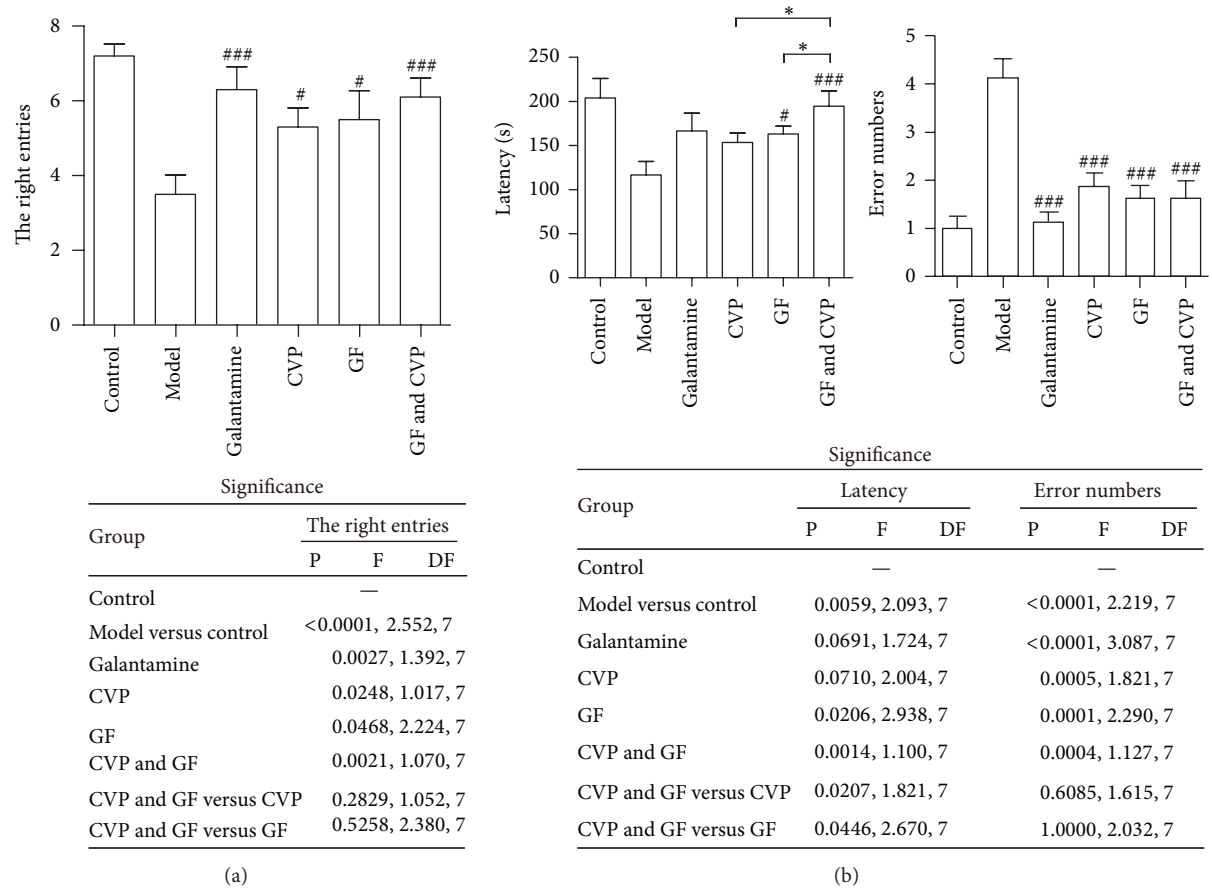 8
6
4
2
0
The right entries
###
#
#
###
Control
Model
Galantamine
CVP
GF
GF and CVP
Significance
Group
The right entries
P F DF
Control —
Model versus control <0.0001, 2.552, 7
Galantamine 0.0027, 1.392, 7
CVP 0.0248, 1.017, 7
GF 0.0468, 2.224, 7
CVP and GF 0.0021, 1.070, 7
CVP and GF versus CVP 0.2829, 1.052, 7
CVP and GF versus GF 0.5258, 2.380, 7
(a)
*
*
250
200
150
100
50
0
Latency (s)
#
###
Control
Model
Galantamine
CVP
GF
GF and CVP
5
4
3
2
1
0
Error numbers
###
###
###
###
Control
Model
Galantamine
CVP
GF
GF and CVP
Significance
Group
Latency Error numbers
P F DF P F DF
Control — —
Model versus control 0.0059, 2.093, 7 <0.0001, 2.219, 7
Galantamine 0.0691, 1.724, 7 <0.0001, 3.087, 7
CVP 0.0710, 2.004, 7 0.0005, 1.821, 7
GF 0.0206, 2.938, 7 0.0001, 2.290, 7
CVP and GF 0.0014, 1.100, 7 0.0004, 1.127, 7
CVP and GF versus CVP 0.0207, 1.821, 7 0.6085, 1.615, 7
CVP and GF versus GF 0.0446, 2.670, 7 1.0000, 2.032, 7
(b)